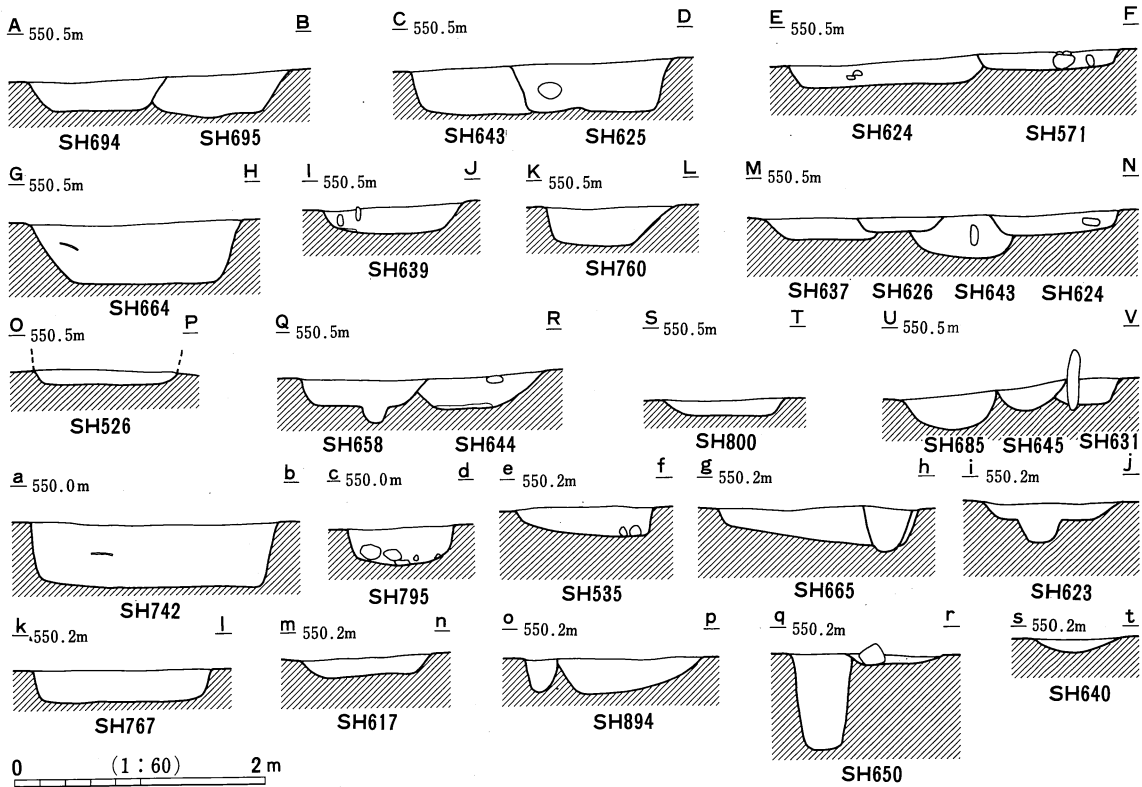 A 550.5m B
C 550.5m D
E 550.5m F
SH694 SH695
SH643 SH625
SH624 SH571
G 550.5m H
I 550.5m J
K 550.5m L
M 550.5m N
SH664
SH639
SH760
SH637 SH626 SH643 SH624
O 550.5m P
Q 550.5m R
S 550.5m T
U 550.5m V
SH526
SH658 SH644
SH800
SH685 SH645 SH631
a 550.0m b
c 550.0m d
e 550.2m f
g 550.2m h
i 550.2m j
SH742
SH795
SH535
SH665
SH623
k 550.2m l
m 550.2m n
o 550.2m p
q 550.2m r
s 550.2m t
SH767
SH617
SH894
SH650
SH640
0 (1:60) 2m